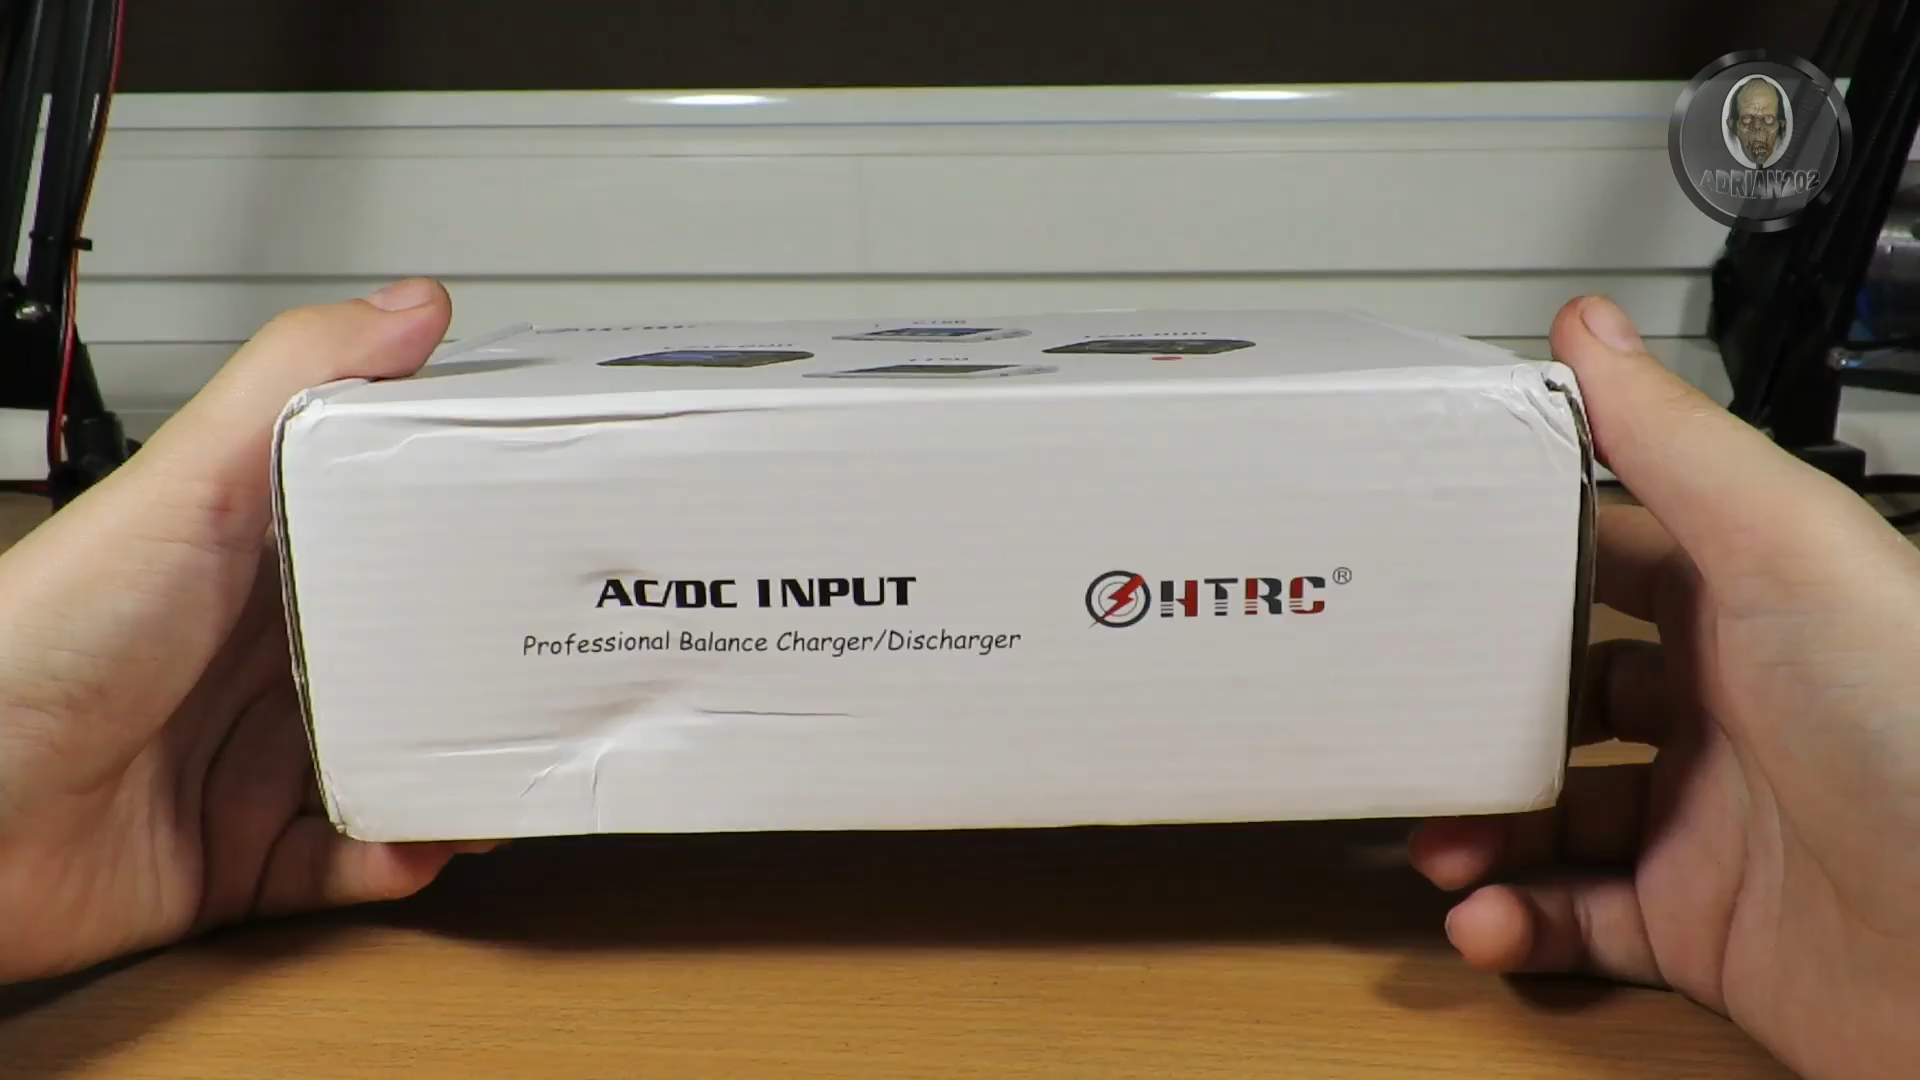 ADRIAN202
AC/DC INPUT
HTRC®
Professional Balance Charger/Discharger